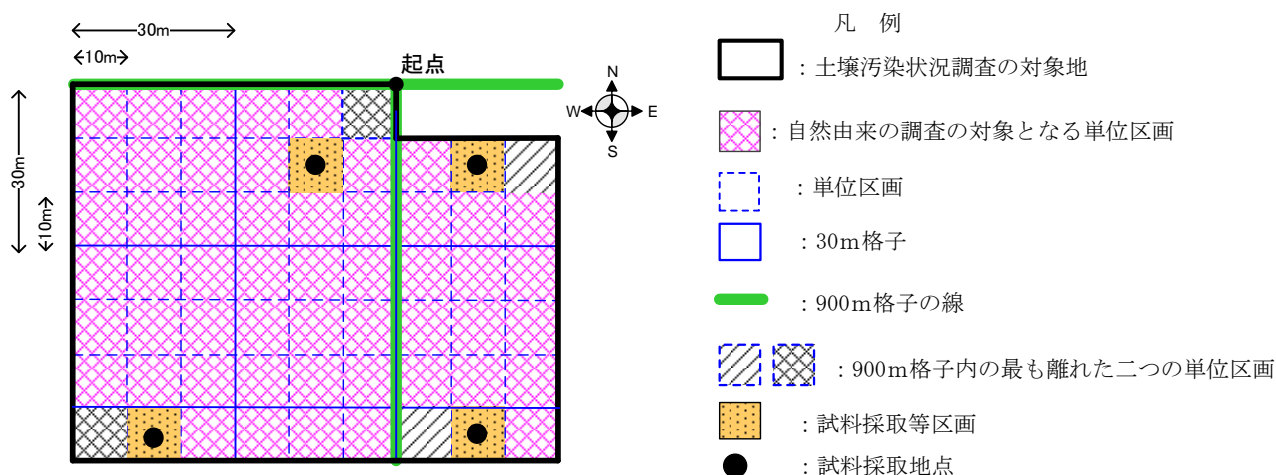 30m
10m
起点
30m
10m
N
W
E
S
凡 例
：土壌汚染状況調査の対象地
：自然由来の調査の対象となる単位区画
：単位区画
：30m格子
：900m格子の線
：900m格子内の最も離れた二つの単位区画
：試料採取等区画
：試料採取地点